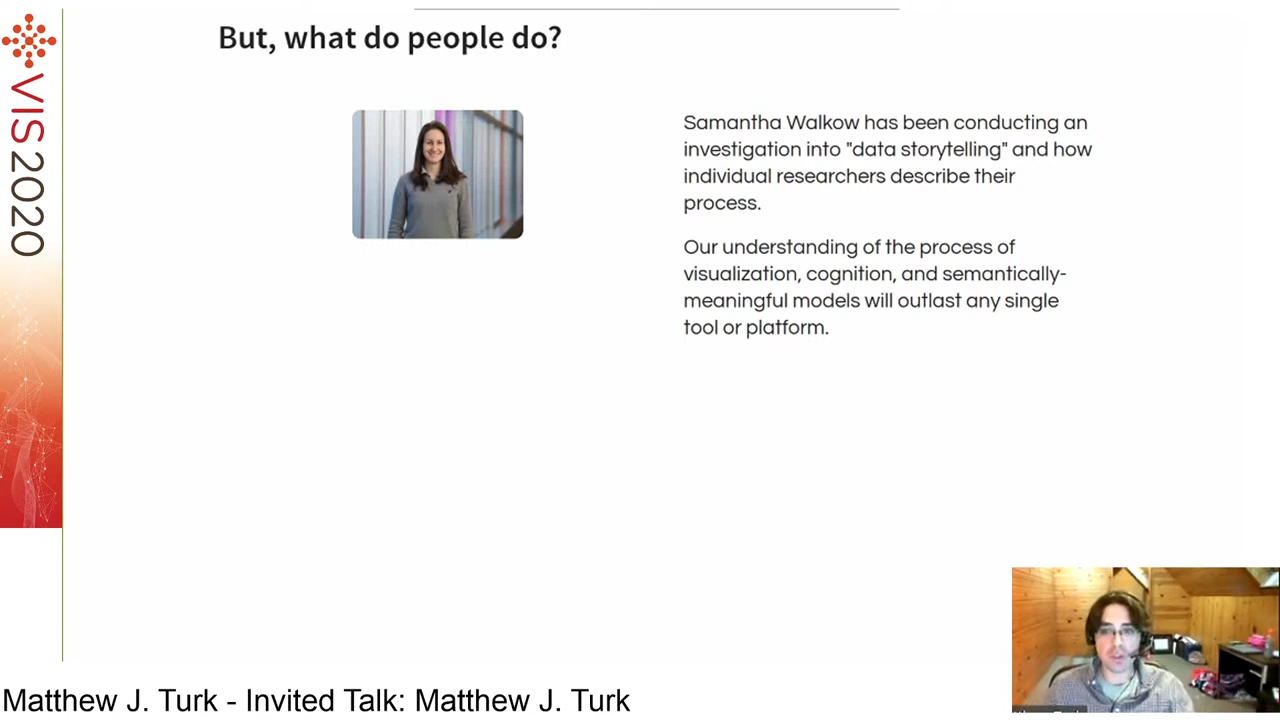 But, what do people do?
VIS2020
Samantha Walkow has been conducting an
investigation into "data storytelling" and how
individual researchers describe their
process.
Our understanding of the process of
visualization, cognition, and semantically-
meaningful models will outlast any single
tool or platform.
Matthew J. Turk - Invited Talk: Matthew J. Turk